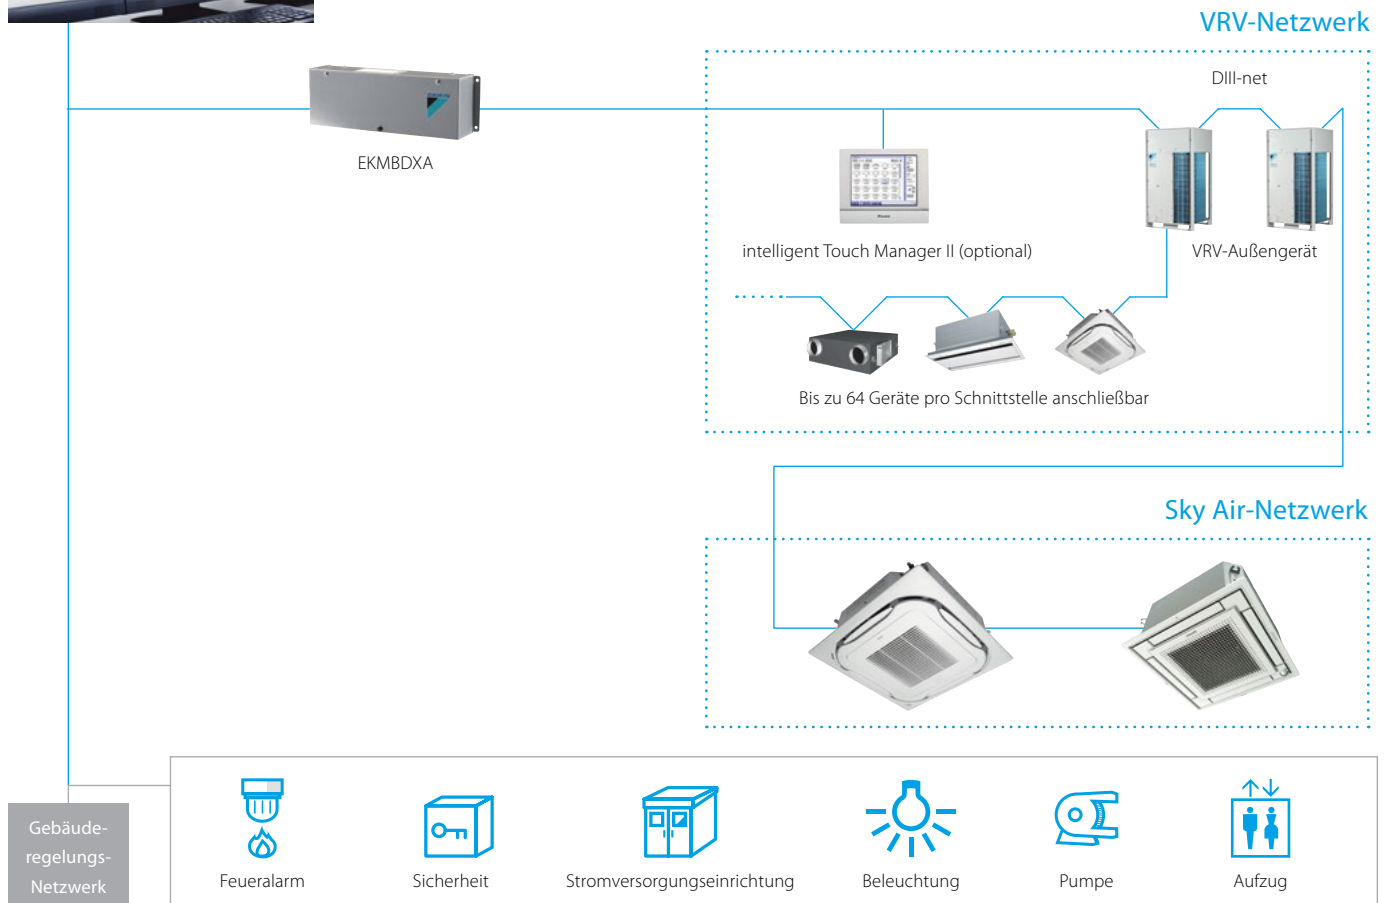 VRV-Netzwerk
DIII-net
EKMBDXA
intelligent Touch Manager II (optional)
VRV-Außengerät
Bis zu 64 Geräte pro Schnittstelle anschließbar
Sky Air-Netzwerk
Gebäude-
regelungs-
Netzwerk
Feueralarm
Sicherheit
Stromversorgungseinrichtung
Beleuchtung
Pumpe
Aufzug